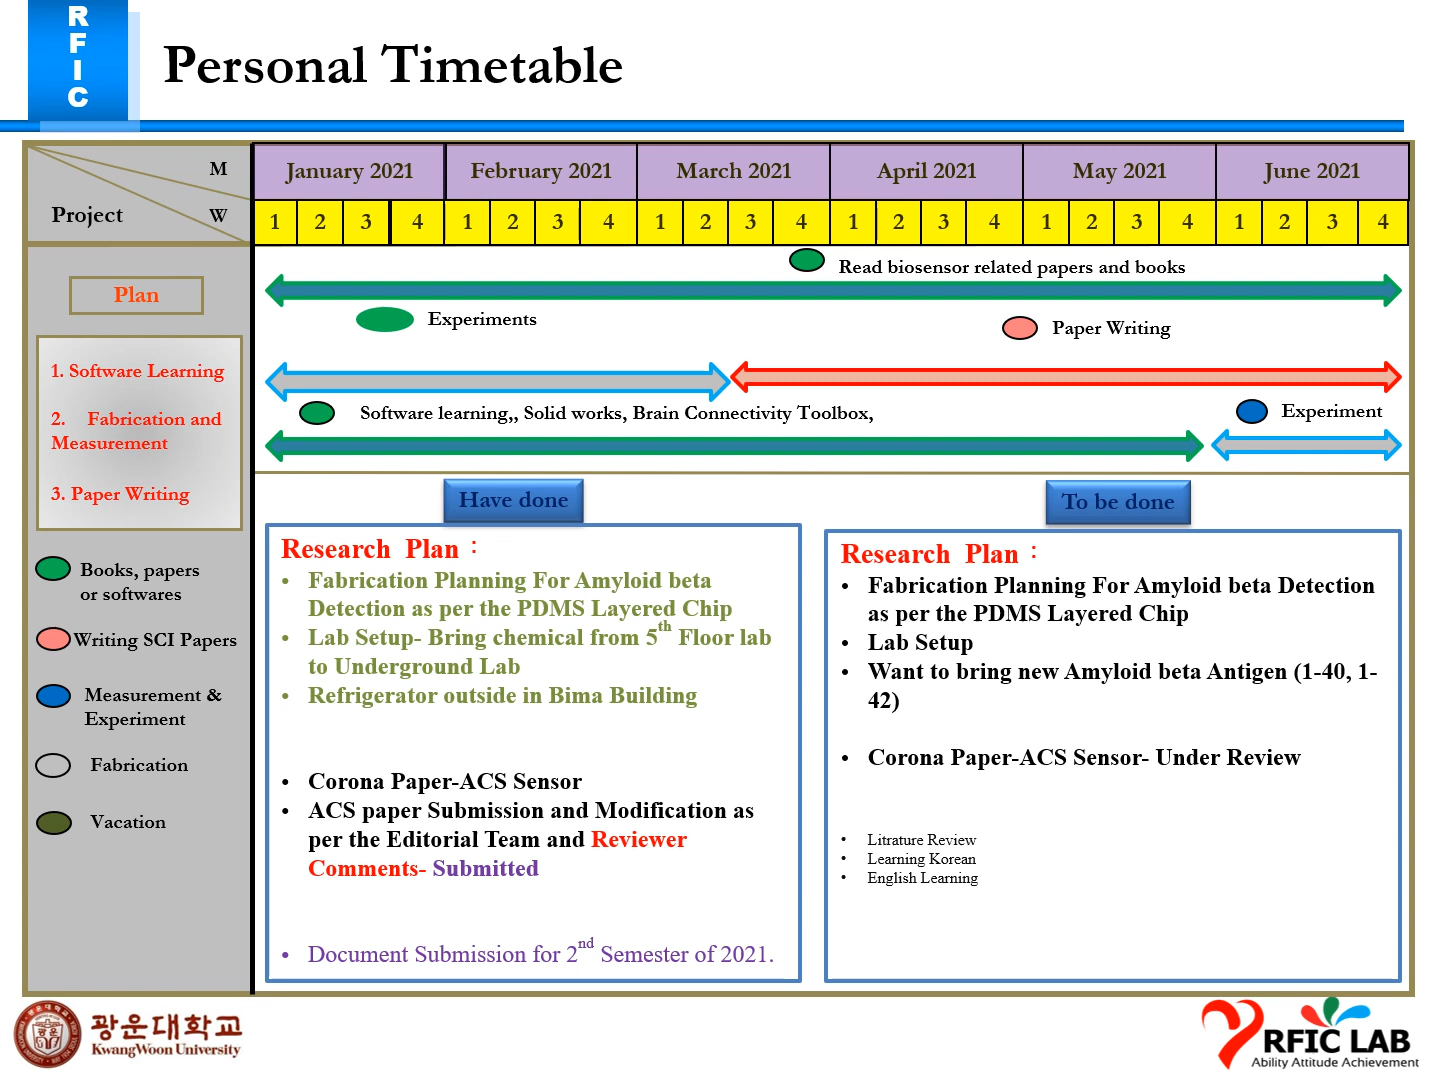 R
F
I
C
Personal Timetable
M
Project
W
January 2021 February 2021 March 2021 April 2021 May 2021 June 2021
1 2 3 4 1 2 3 4 1 2 3 4 1 2 3 4 1 2 3 4 1 2 3 4
Plan
1. Software Learning
2. Fabrication and
Measurement
3. Paper Writing
Books, papers
or softwares
Writing SCI Papers
Measurement &
Experiment
Fabrication
Vacation
Read biosensor related papers and books
Experiments
Paper Writing
Software learning,, Solid works, Brain Connectivity Toolbox,
Experiment
Have done
Research Plan :
• Fabrication Planning For Amyloid beta
Detection as per the PDMS Layered Chip
• Lab Setup- Bring chemical from 5th Floor lab
to Underground Lab
• Refrigerator outside in Bima Building
• Corona Paper-ACS Sensor
• ACS paper Submission and Modification as
per the Editorial Team and Reviewer
Comments- Submitted
• Document Submission for 2nd Semester of 2021.
To be done
Research Plan :
• Fabrication Planning For Amyloid beta Detection
as per the PDMS Layered Chip
• Lab Setup
• Want to bring new Amyloid beta Antigen (1-40, 1-
42)
• Corona Paper-ACS Sensor- Under Review
• Litrature Review
• Learning Korean
• English Learning
광운대학교
KwangWoon University
RFIC LAB
Ability Attitude Achievement